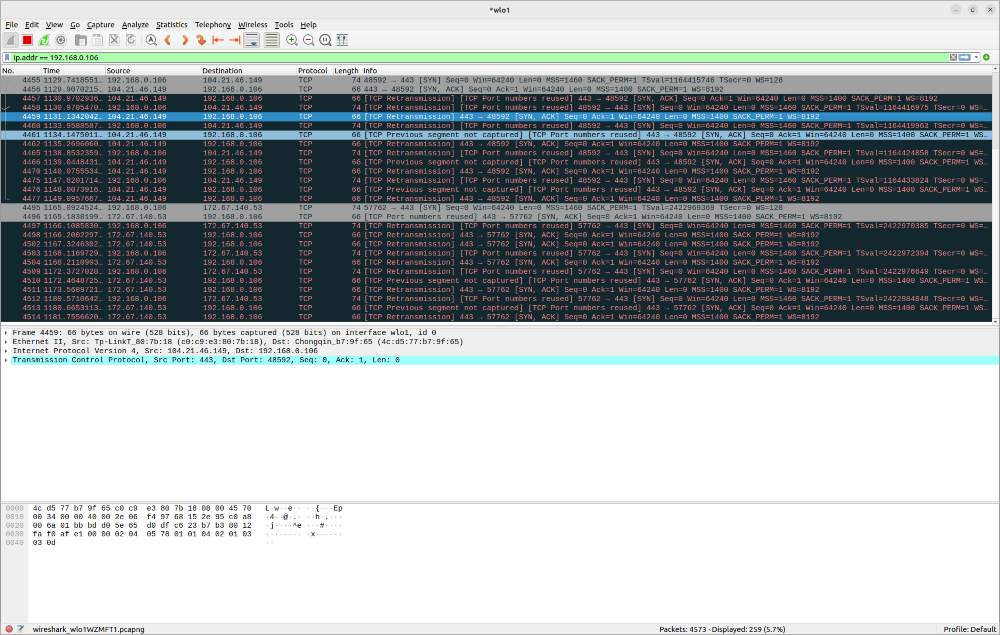 *wlo1
File Edit View Go Capture Analyze Statistics Telephony Wireless Tools Help
ip.addr == 192.168.0.106
No. Time Source Destination Protocol Length Info
4455 1129.7418551… 192.168.0.106 104.21.46.149 TCP 74 48592 → 443 [SYN] Seq=0 Win=64240 Len=0 MSS=1460 SACK_PERM=1 TSval=1164415746 TSecr=0 WS=128
4456 1129.9070215… 104.21.46.149 192.168.0.106 TCP 66 443 → 48592 [SYN, ACK] Seq=0 Ack=1 Win=64240 Len=0 MSS=1400 SACK_PERM=1 WS=8192
4457 1130.9702936… 104.21.46.149 192.168.0.106 TCP 66 [TCP Retransmission] [TCP Port numbers reused] 443 → 48592 [SYN, ACK] Seq=0 Ack=1 Win=64240 Len=0 MSS=1400 SACK_PERM=1 WS=8192
4458 1130.9705470… 192.168.0.106 104.21.46.149 TCP 74 [TCP Retransmission] [TCP Port numbers reused] 48592 → 443 [SYN] Seq=0 Win=64240 Len=0 MSS=1460 SACK_PERM=1 TSval=1164416975 TSecr=0 WS=…
4459 1131.1342042… 104.21.46.149 192.168.0.106 TCP 66 [TCP Retransmission] 443 → 48592 [SYN, ACK] Seq=0 Ack=1 Win=64240 Len=0 MSS=1400 SACK_PERM=1 WS=8192
4460 1133.9588587… 192.168.0.106 104.21.46.149 TCP 74 [TCP Retransmission] [TCP Port numbers reused] 48592 → 443 [SYN] Seq=0 Win=64240 Len=0 MSS=1460 SACK_PERM=1 TSval=1164419963 TSecr=0 WS=…
4461 1134.1475011… 104.21.46.149 192.168.0.106 TCP 66 [TCP Previous segment not captured] [TCP Port numbers reused] 443 → 48592 [SYN, ACK] Seq=0 Ack=1 Win=64240 Len=0 MSS=1400 SACK_PERM=1 WS…
4462 1135.2696060… 104.21.46.149 192.168.0.106 TCP 66 [TCP Retransmission] 443 → 48592 [SYN, ACK] Seq=0 Ack=1 Win=64240 Len=0 MSS=1400 SACK_PERM=1 WS=8192
4465 1138.8532359… 192.168.0.106 104.21.46.149 TCP 74 [TCP Retransmission] [TCP Port numbers reused] 48592 → 443 [SYN] Seq=0 Win=64240 Len=0 MSS=1460 SACK_PERM=1 TSval=1164424858 TSecr=0 WS=…
4466 1139.0448431… 104.21.46.149 192.168.0.106 TCP 66 [TCP Previous segment not captured] [TCP Port numbers reused] 443 → 48592 [SYN, ACK] Seq=0 Ack=1 Win=64240 Len=0 MSS=1400 SACK_PERM=1 WS…
4470 1140.0755534… 104.21.46.149 192.168.0.106 TCP 66 [TCP Retransmission] 443 → 48592 [SYN, ACK] Seq=0 Ack=1 Win=64240 Len=0 MSS=1400 SACK_PERM=1 WS=8192
4475 1147.8201714… 192.168.0.106 104.21.46.149 TCP 74 [TCP Retransmission] [TCP Port numbers reused] 48592 → 443 [SYN] Seq=0 Win=64240 Len=0 MSS=1460 SACK_PERM=1 TSval=1164433824 TSecr=0 WS=…
4476 1148.0073916… 104.21.46.149 192.168.0.106 TCP 66 [TCP Previous segment not captured] [TCP Port numbers reused] 443 → 48592 [SYN, ACK] Seq=0 Ack=1 Win=64240 Len=0 MSS=1400 SACK_PERM=1 WS…
4477 1149.0957667… 104.21.46.149 192.168.0.106 TCP 66 [TCP Retransmission] 443 → 48592 [SYN, ACK] Seq=0 Ack=1 Win=64240 Len=0 MSS=1400 SACK_PERM=1 WS=8192
4495 1165.0924524… 192.168.0.106 172.67.140.53 TCP 74 57762 → 443 [SYN] Seq=0 Win=64240 Len=0 MSS=1460 SACK_PERM=1 TSval=2422969369 TSecr=0 WS=128
4496 1165.1838199… 172.67.140.53 192.168.0.106 TCP 66 [TCP Port numbers reused] 443 → 57762 [SYN, ACK] Seq=0 Ack=1 Win=64240 Len=0 MSS=1400 SACK_PERM=1 WS=8192
4497 1166.1085830… 192.168.0.106 172.67.140.53 TCP 74 [TCP Retransmission] [TCP Port numbers reused] 57762 → 443 [SYN] Seq=0 Win=64240 Len=0 MSS=1460 SACK_PERM=1 TSval=2422970385 TSecr=0 WS=…
4498 1166.2002297… 172.67.140.53 192.168.0.106 TCP 66 [TCP Retransmission] 443 → 57762 [SYN, ACK] Seq=0 Ack=1 Win=64240 Len=0 MSS=1400 SACK_PERM=1 WS=8192
4502 1167.3246302… 172.67.140.53 192.168.0.106 TCP 66 [TCP Retransmission] 443 → 57762 [SYN, ACK] Seq=0 Ack=1 Win=64240 Len=0 MSS=1400 SACK_PERM=1 WS=8192
4503 1168.1169729… 192.168.0.106 172.67.140.53 TCP 74 [TCP Retransmission] [TCP Port numbers reused] 57762 → 443 [SYN] Seq=0 Win=64240 Len=0 MSS=1460 SACK_PERM=1 TSval=2422972394 TSecr=0 WS=…
4504 1168.2110993… 172.67.140.53 192.168.0.106 TCP 66 [TCP Retransmission] 443 → 57762 [SYN, ACK] Seq=0 Ack=1 Win=64240 Len=0 MSS=1400 SACK_PERM=1 WS=8192
4509 1172.3727028… 192.168.0.106 172.67.140.53 TCP 74 [TCP Retransmission] [TCP Port numbers reused] 57762 → 443 [SYN] Seq=0 Win=64240 Len=0 MSS=1460 SACK_PERM=1 TSval=2422976649 TSecr=0 WS=…
4510 1172.4648725… 172.67.140.53 192.168.0.106 TCP 66 [TCP Previous segment not captured] [TCP Port numbers reused] 443 → 57762 [SYN, ACK] Seq=0 Ack=1 Win=64240 Len=0 MSS=1400 SACK_PERM=1 WS…
4511 1173.5689721… 172.67.140.53 192.168.0.106 TCP 66 [TCP Retransmission] 443 → 57762 [SYN, ACK] Seq=0 Ack=1 Win=64240 Len=0 MSS=1400 SACK_PERM=1 WS=8192
4512 1180.5710642… 192.168.0.106 172.67.140.53 TCP 74 [TCP Retransmission] [TCP Port numbers reused] 57762 → 443 [SYN] Seq=0 Win=64240 Len=0 MSS=1460 SACK_PERM=1 TSval=2422984848 TSecr=0 WS=…
4513 1180.6653113… 172.67.140.53 192.168.0.106 TCP 66 [TCP Previous segment not captured] [TCP Port numbers reused] 443 → 57762 [SYN, ACK] Seq=0 Ack=1 Win=64240 Len=0 MSS=1400 SACK_PERM=1 WS…
4514 1181.7556620… 172.67.140.53 192.168.0.106 TCP 66 [TCP Retransmission] 443 → 57762 [SYN, ACK] Seq=0 Ack=1 Win=64240 Len=0 MSS=1400 SACK_PERM=1 WS=8192
Frame 4459: 66 bytes on wire (528 bits), 66 bytes captured (528 bits) on interface wlo1, id 0
Ethernet II, Src: Tp-LinkT_80:7b:18 (c0:c9:e3:80:7b:18), Dst: Chongqin_b7:9f:65 (4c:d5:77:b7:9f:65)
Internet Protocol Version 4, Src: 104.21.46.149, Dst: 192.168.0.106
Transmission Control Protocol, Src Port: 443, Dst Port: 48592, Seq: 0, Ack: 1, Len: 0
0000 4c d5 77 b7 9f 65 c0 c9 e3 80 7b 18 08 00 45 70 L·w··e·· ··{···Ep
0010 00 34 00 00 40 00 2e 06 f4 97 68 15 2e 95 c0 a8 ·4··@·.· ··h·.···
0020 00 6a 01 bb bd d0 5e 65 d0 df c6 23 b7 b3 80 12 ·j····^e ···#····
0030 fa f0 af e1 00 00 02 04 05 78 01 01 04 02 01 03 ········ ·x······
0040 03 0d ··
wireshark_wlo1WZMFT1.pcapng Packets: 4573 · Displayed: 259 (5.7%) Profile: Default